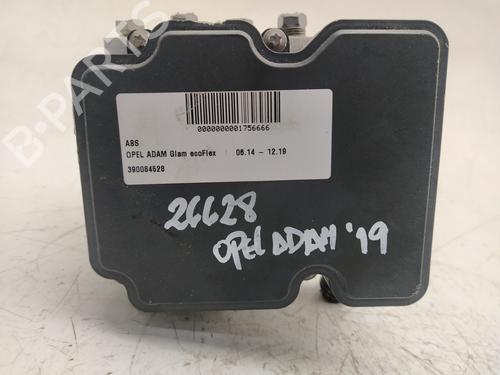 0000000001756666
ABS
OPEL ADAM Glam ecoFlex | 06.14 - 12.19
390084528
26628
OPEL ADAM '19
B-PARTS